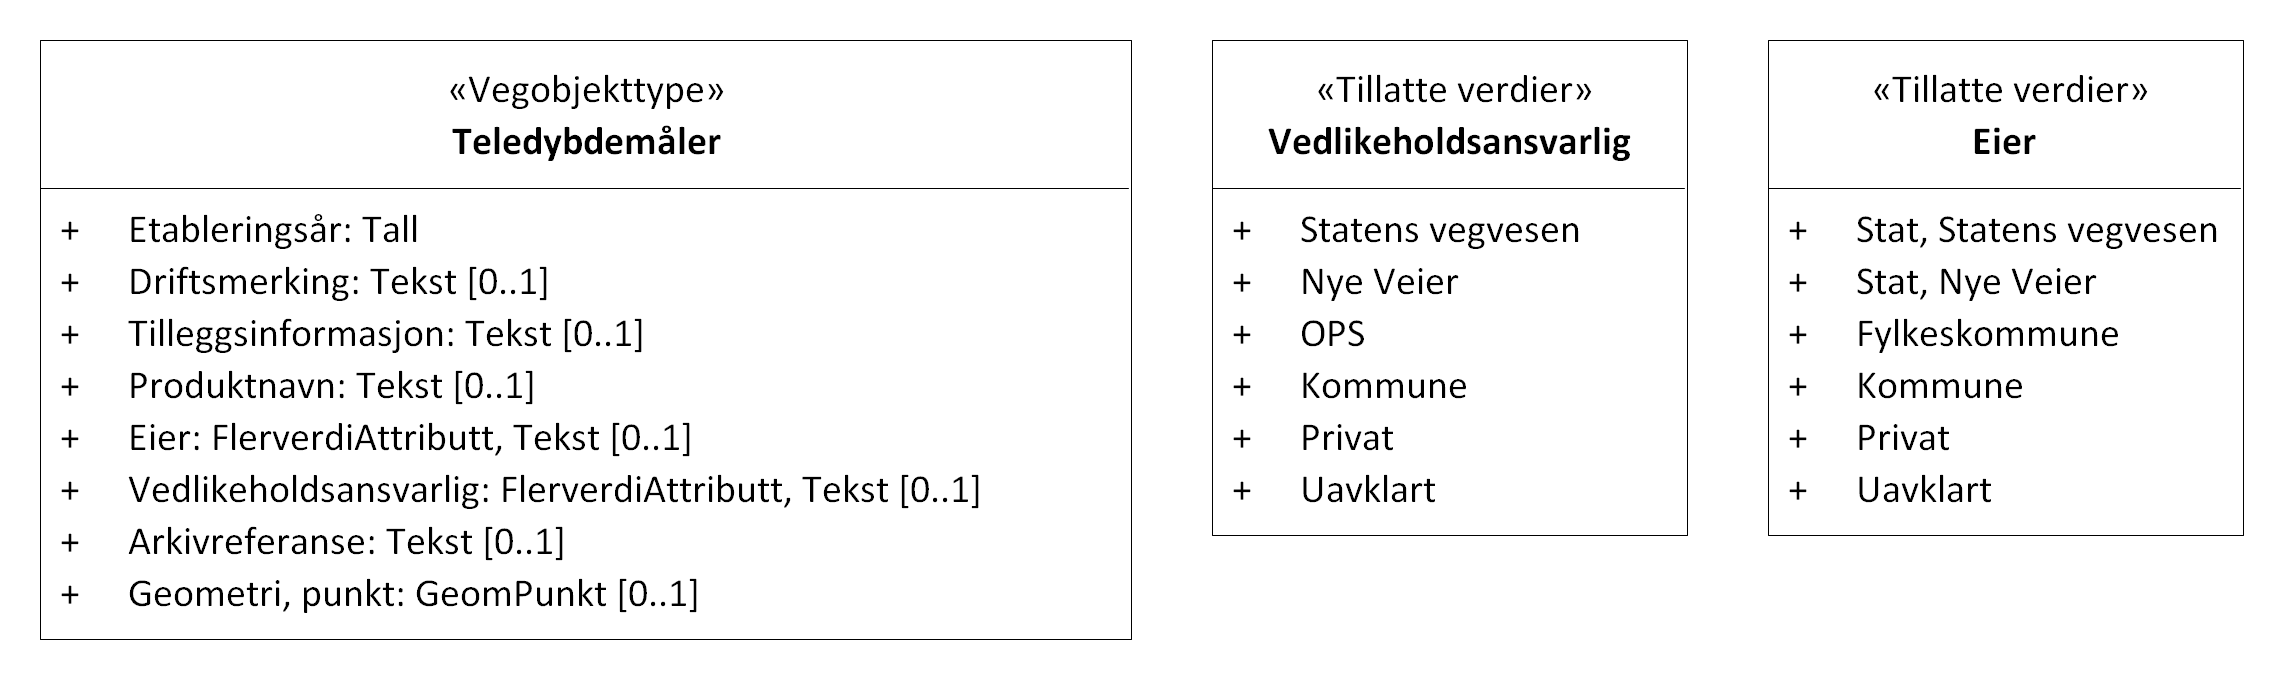 «Vegobjekttype»
Teledybdemåler
+ Etableringsår: Tall
+ Driftsmerking: Tekst [0..1]
+ Tilleggsinformasjon: Tekst [0..1]
+ Produktnavn: Tekst [0..1]
+ Eier: FlerverdiAttributt, Tekst [0..1]
+ Vedlikeholdsansvarlig: FlerverdiAttributt, Tekst [0..1]
+ Arkivreferanse: Tekst [0..1]
+ Geometri, punkt: GeomPunkt [0..1]
«Tillatte verdier»
Vedlikeholdsansvarlig
+ Statens vegvesen
+ Nye Veier
+ OPS
+ Kommune
+ Privat
+ Uavklart
«Tillatte verdier»
Eier
+ Stat, Statens vegvesen
+ Stat, Nye Veier
+ Fylkeskommune
+ Kommune
+ Privat
+ Uavklart